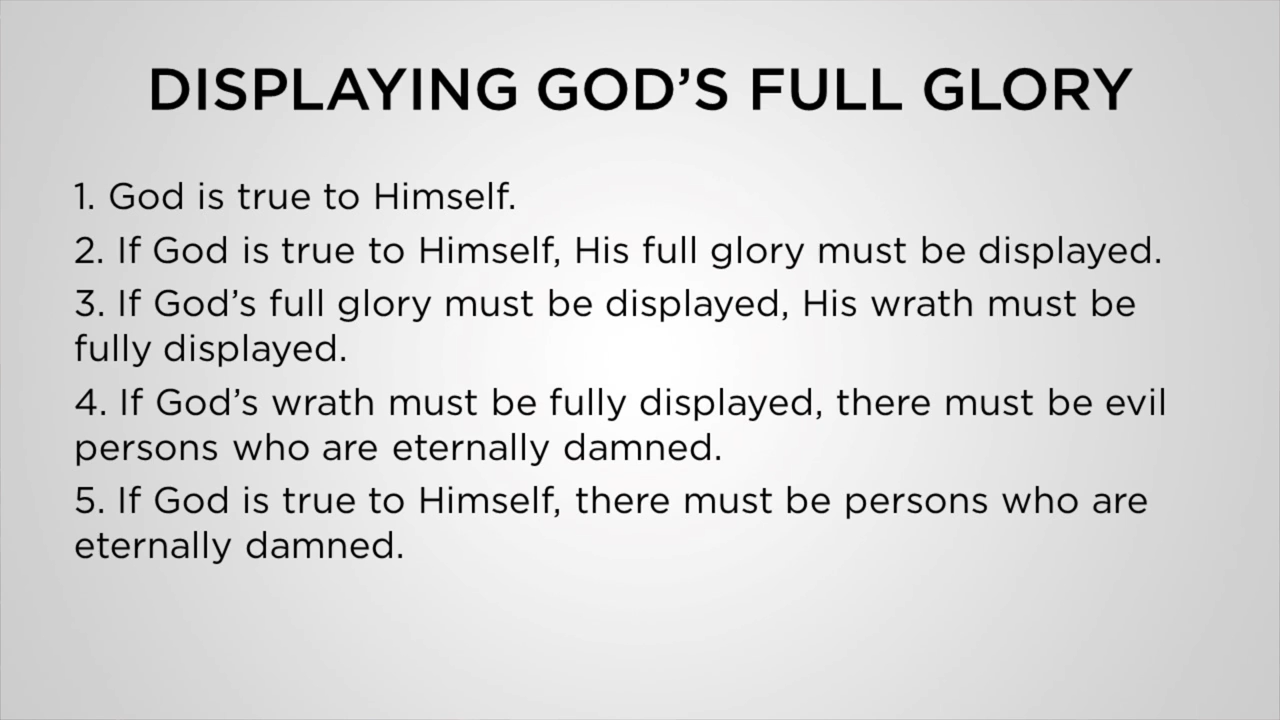 DISPLAYING GOD’S FULL GLORY
1. God is true to Himself.
2. If God is true to Himself, His full glory must be displayed.
3. If God’s full glory must be displayed, His wrath must be
fully displayed.
4. If God’s wrath must be fully displayed, there must be evil
persons who are eternally damned.
5. If God is true to Himself, there must be persons who are
eternally damned.